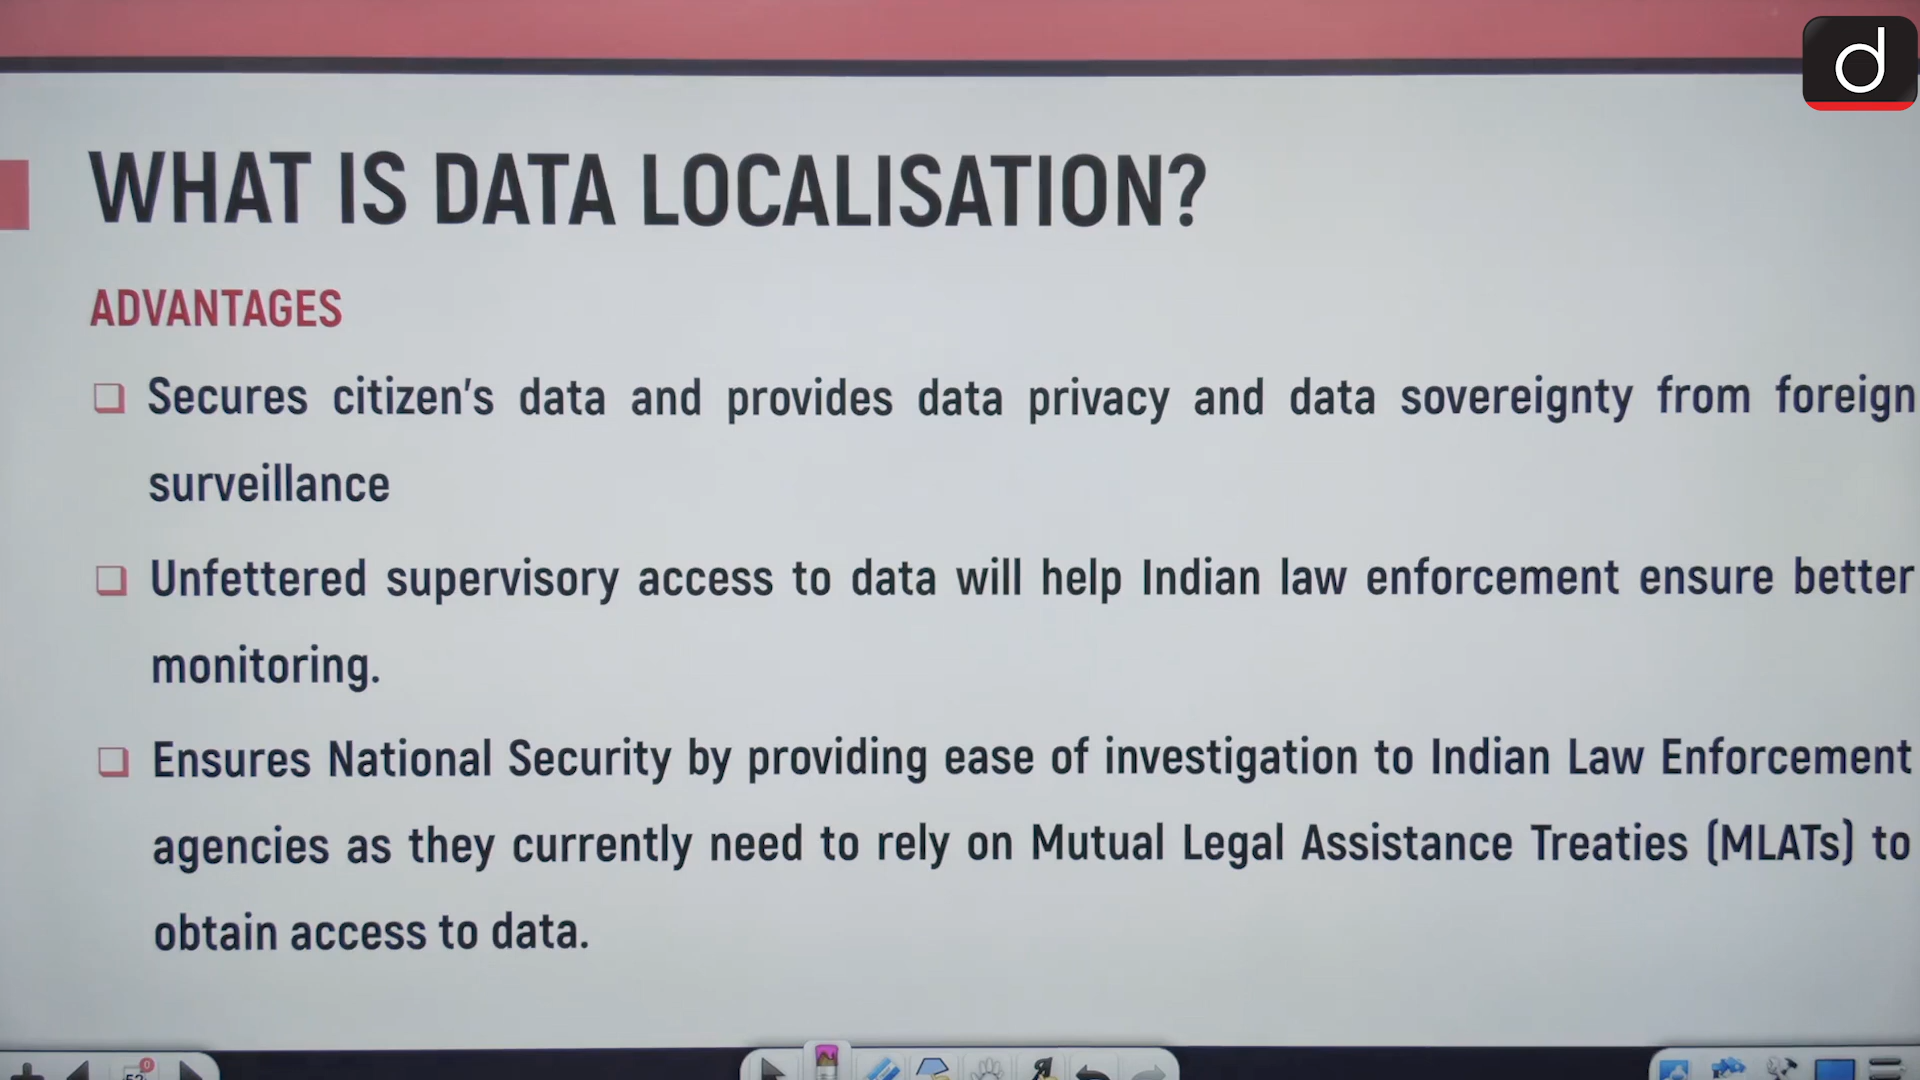 d
WHAT IS DATA LOCALISATION?
ADVANTAGES
❑ Secures citizen's data and provides data privacy and data sovereignty from foreign
surveillance
❑ Unfettered supervisory access to data will help Indian law enforcement ensure better
monitoring.
❑ Ensures National Security by providing ease of investigation to Indian Law Enforcement
agencies as they currently need to rely on Mutual Legal Assistance Treaties (MLATs) to
obtain access to data.